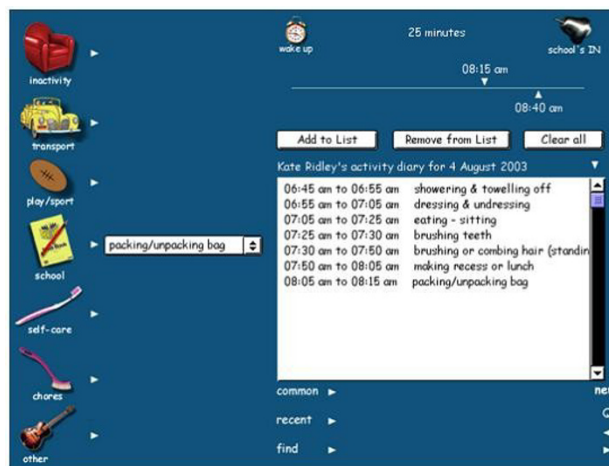 inactivity
transport
play/sport
school
self-care
chores
other
packing/unpacking bag
wake up
25 minutes
school's IN
08:15 am
08:40 am
Add to List
Remove from List
Clear all
Kate Ridley's activity diary for 4 August 2003
06:45 am to 06:55 am showering & towelling off
06:55 am to 07:05 am dressing & undressing
07:05 am to 07:25 am eating - sitting
07:25 am to 07:30 am brushing teeth
07:30 am to 07:50 am brushing or combing hair (standin
07:50 am to 08:05 am making recess or lunch
08:05 am to 08:15 am packing/unpacking bag
common
recent
find